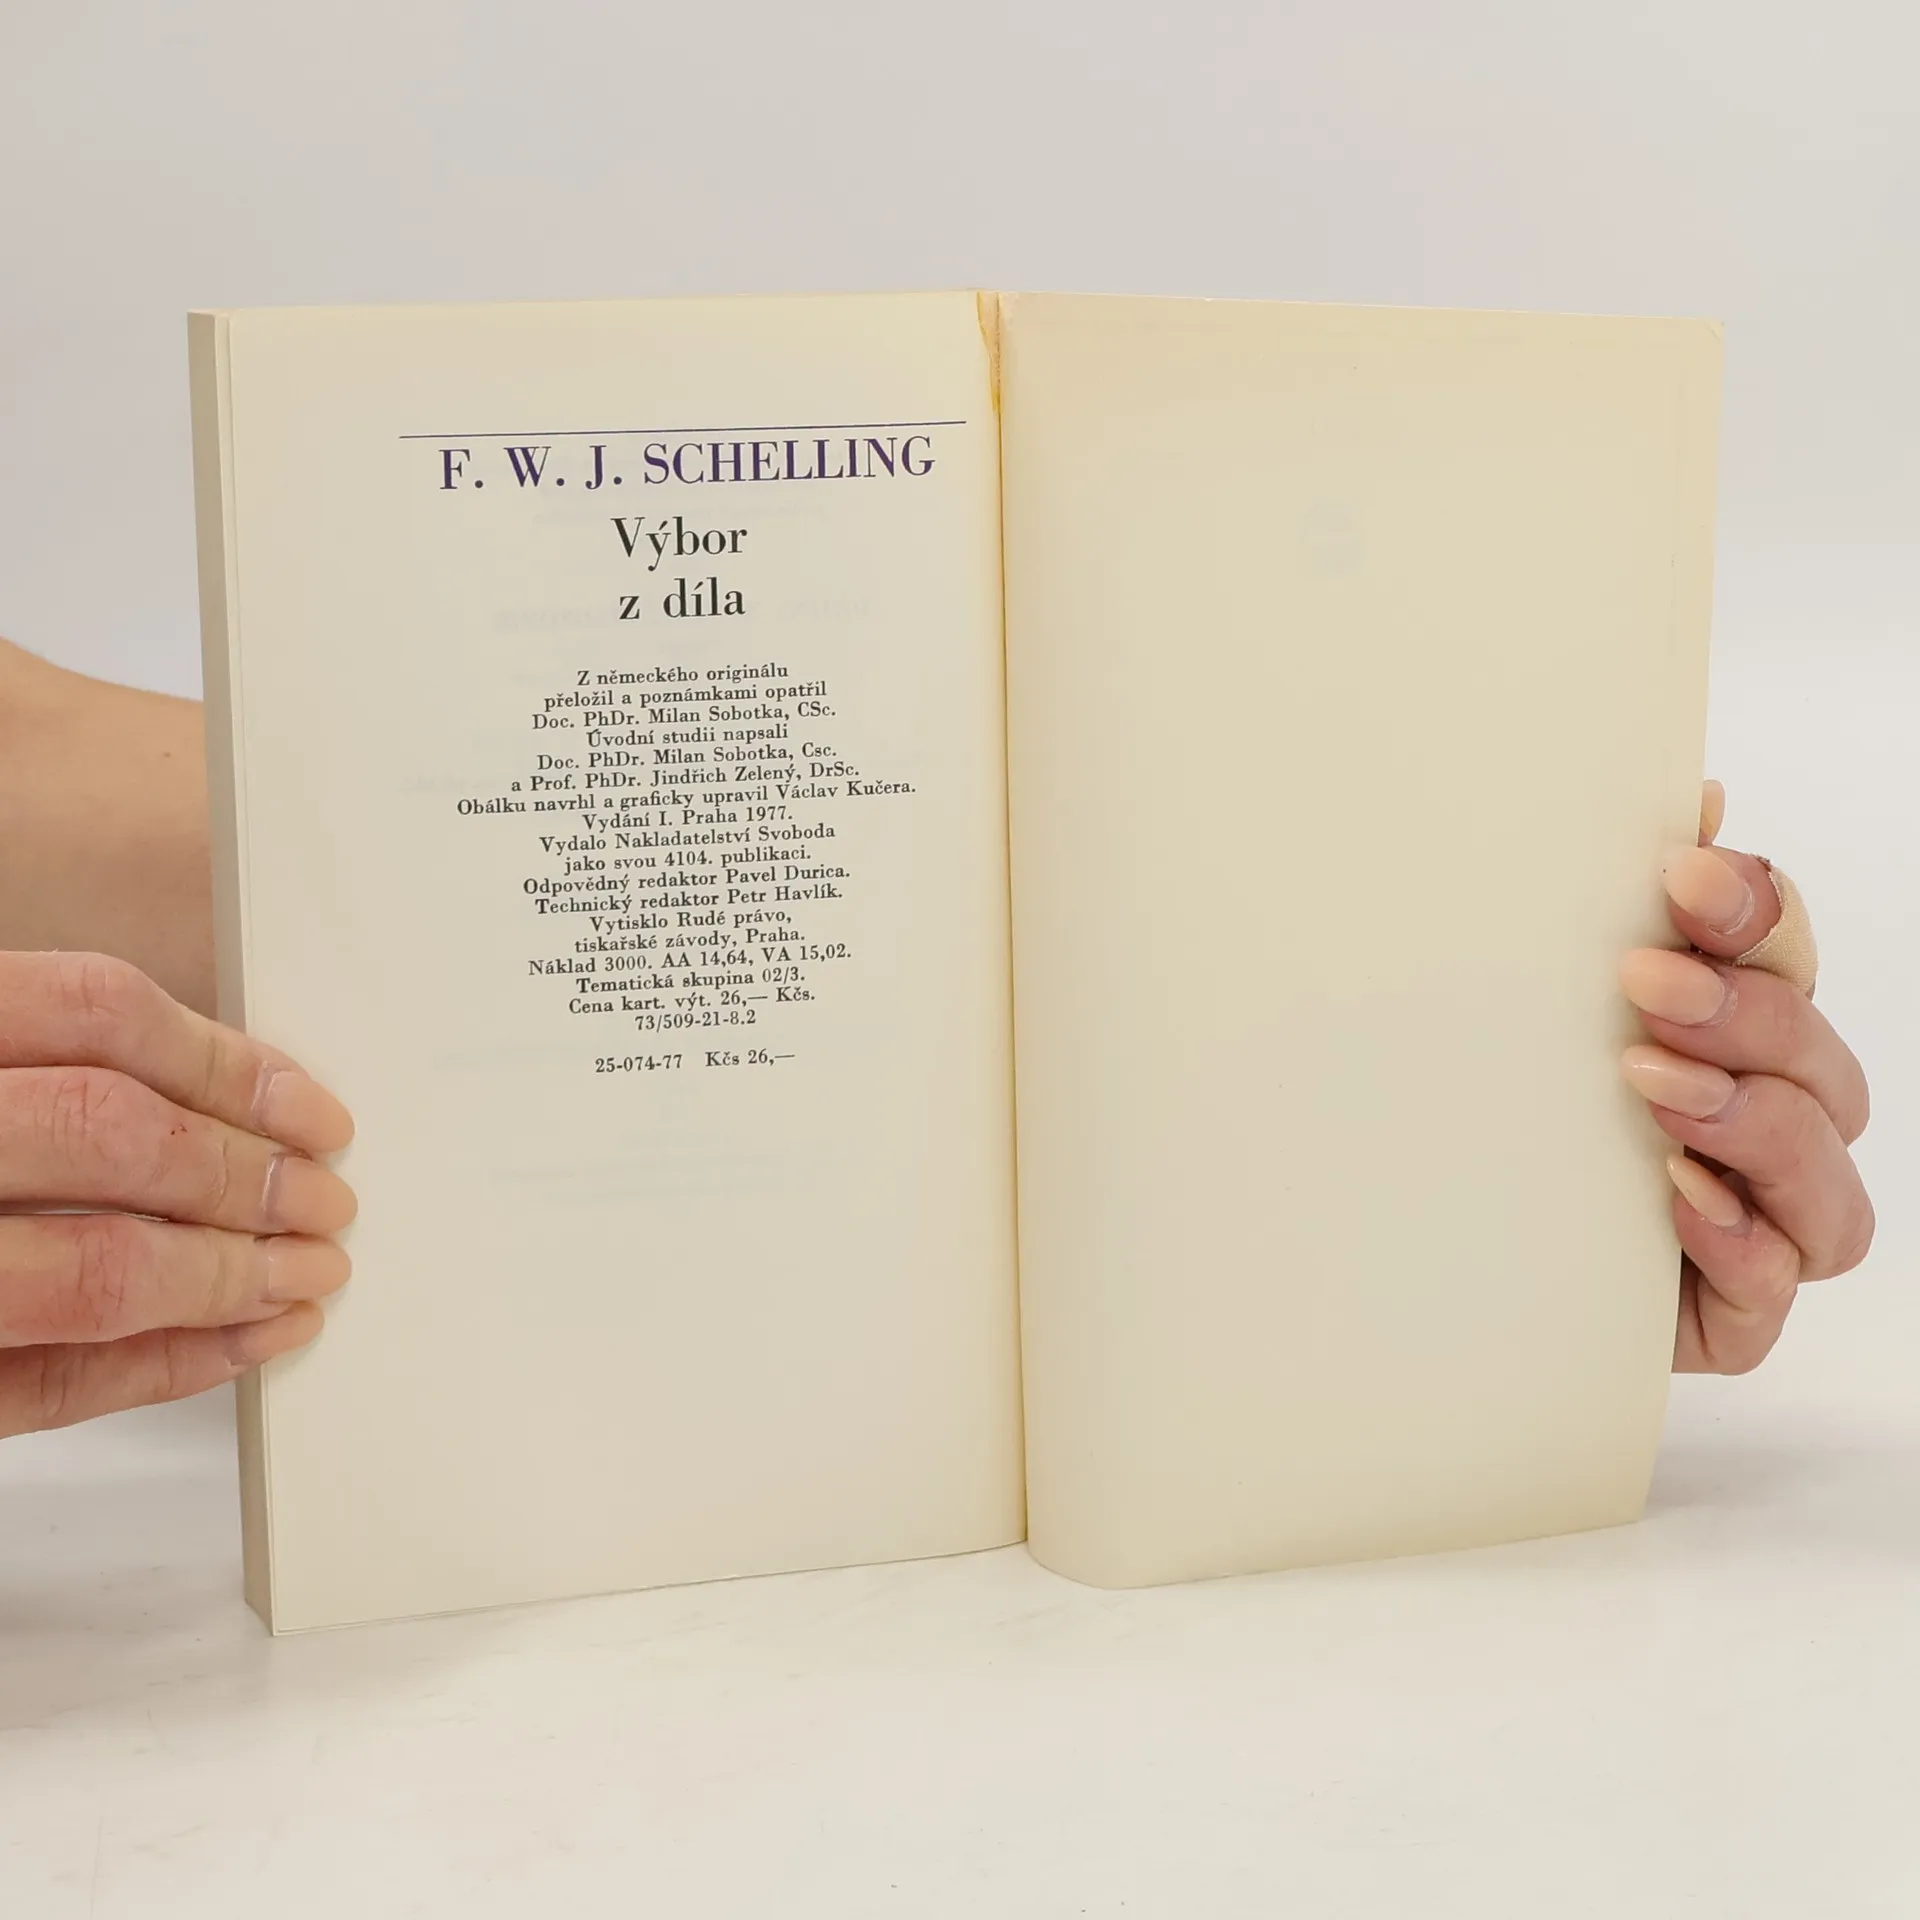 F. W. J. SCHELLING
Výbor
z díla
Z německého originálu
přeložil a poznámkami opatřil
Doc. PhDr. Milan Sobotka, CSc.
Úvodní studii napsali
Doc. PhDr. Milan Sobotka, Csc.
a Prof. PhDr. Jindřich Zelený, DrSc.
Obálku navrhl a graficky upravil Václav Kučera.
Vydání I. Praha 1977.
Vydalo Nakladatelství Svoboda
jako svou 4104. publikaci.
Odpovědný redaktor Pavel Durica.
Technický redaktor Petr Havlík.
Vytisklo Rudé právo,
tiskařské závody, Praha.
Náklad 3000. AA 14,64, VA 15,02.
Tematická skupina 02/3.
Cena kart. výt. 26,— Kčs.
73/509-21-8.2
25-074-77 Kčs 26,—